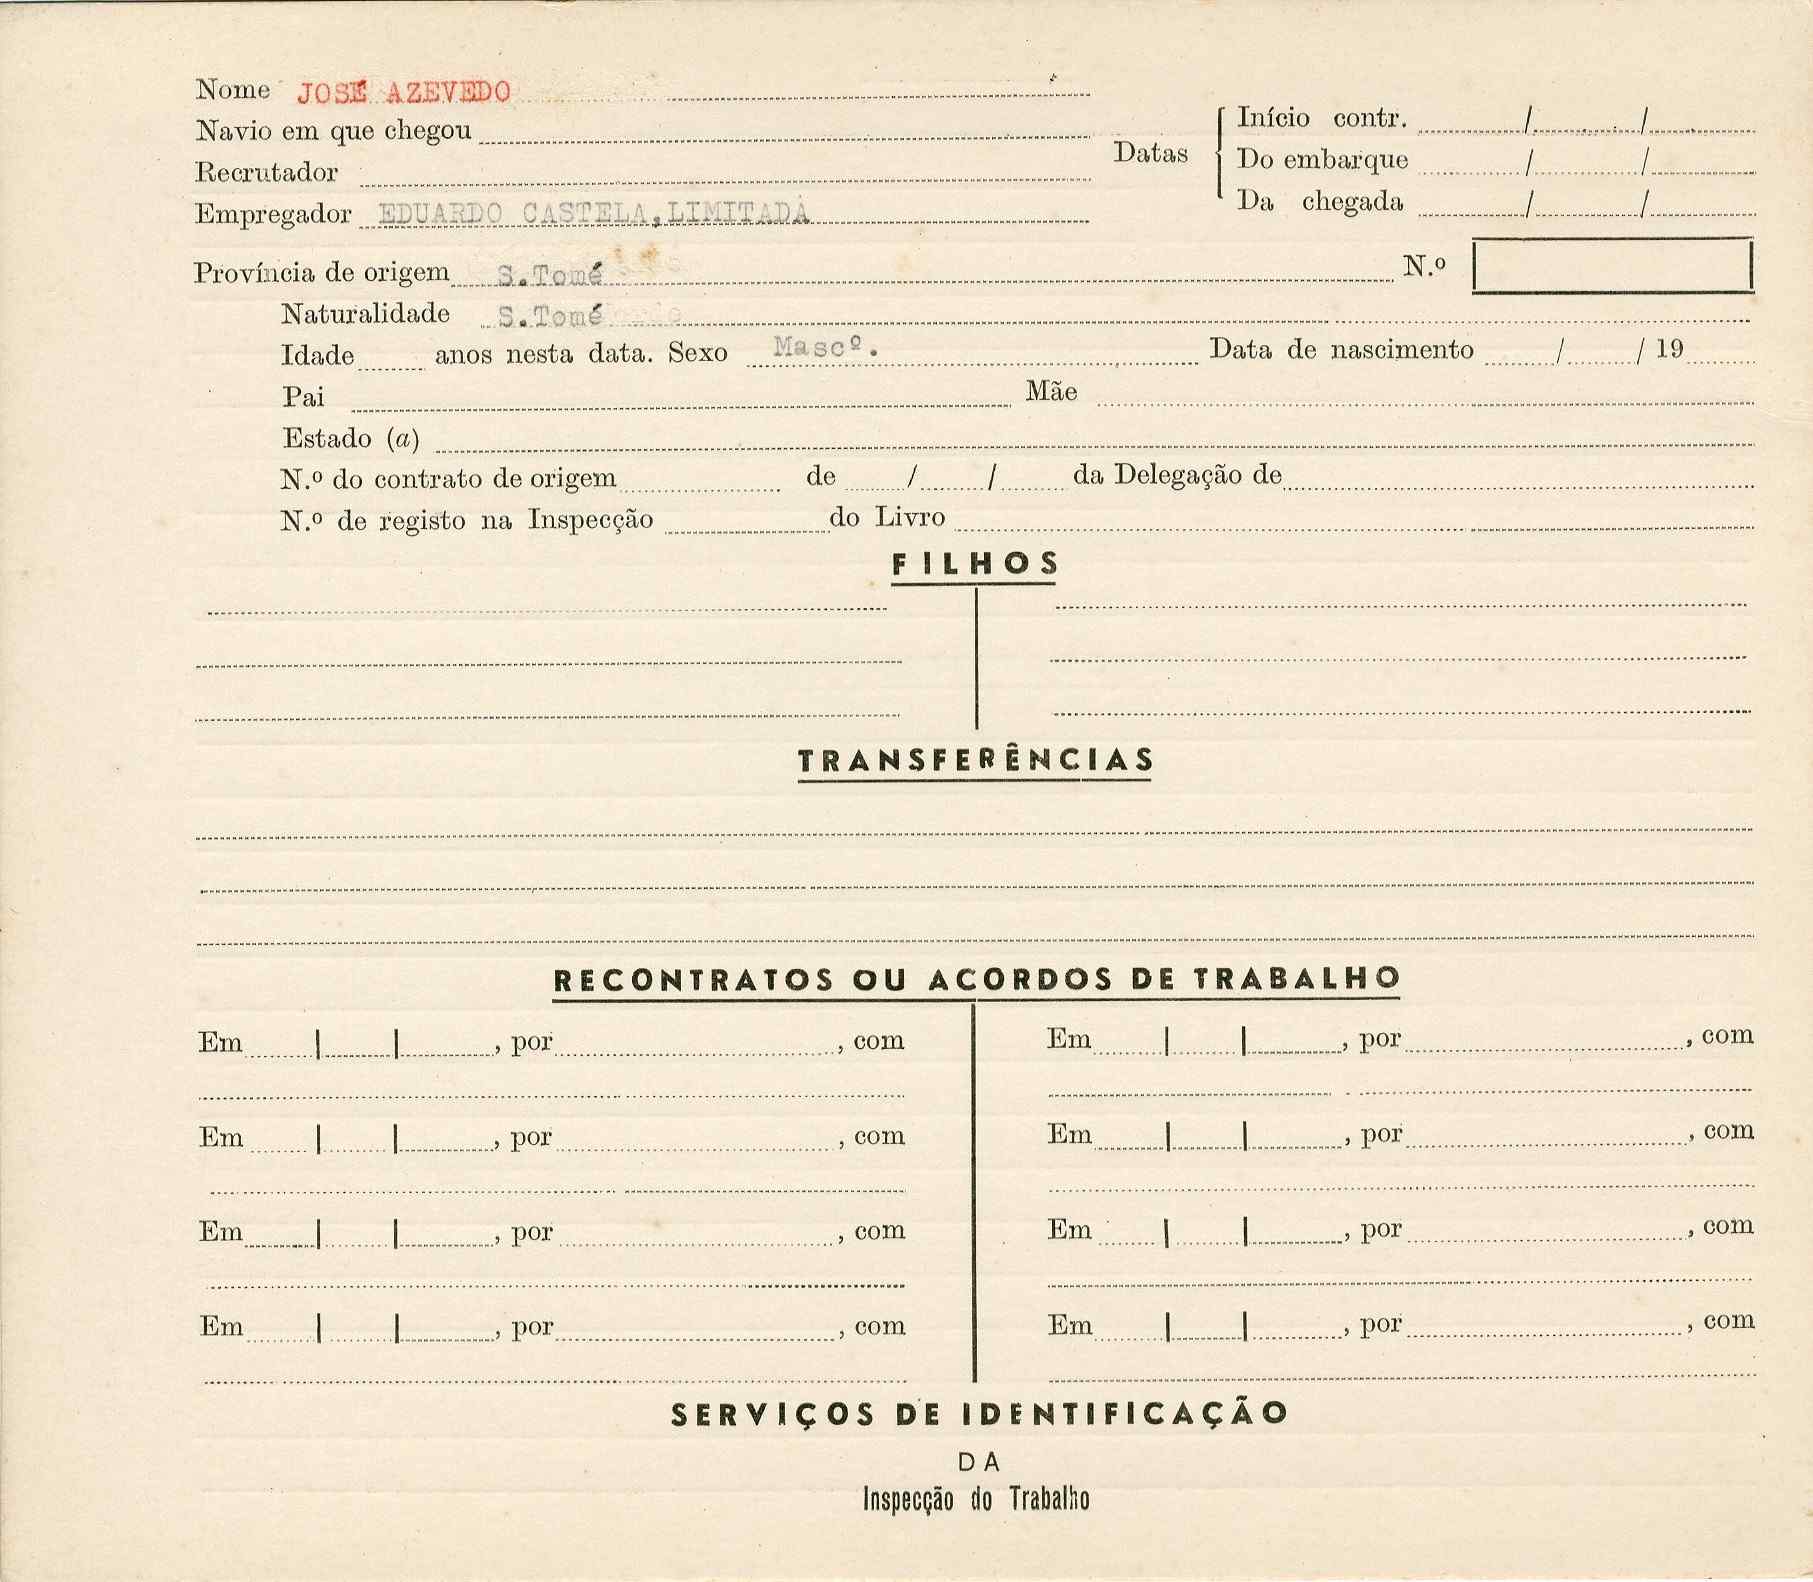 Nome JOSÉ AZEVEDO
Navio em que chegou
Recrutador
Empregador EDUARDO CASTELA, LIMITADA
Datas
Início contr. / /
Do embarque / /
Da chegada / /
Província de origem S.Tomé N.º
Naturalidade S.Tomé
Idade anos nesta data. Sexo Mascº. Data de nascimento / / 19
Pai Mãe
Estado (a)
N.º do contrato de origem de / / da Delegação de
N.º de registo na Inspecção do Livro
FILHOS
TRANSFERÊNCIAS
RECONTRATOS OU ACORDOS DE TRABALHO
Em | | , por , com Em | | , por , com
Em | | , por , com Em | | , por , com
Em | | , por , com Em | | , por , com
Em | | , por , com Em | | , por , com
SERVIÇOS DE IDENTIFICAÇÃO
DA
Inspecção do Trabalho